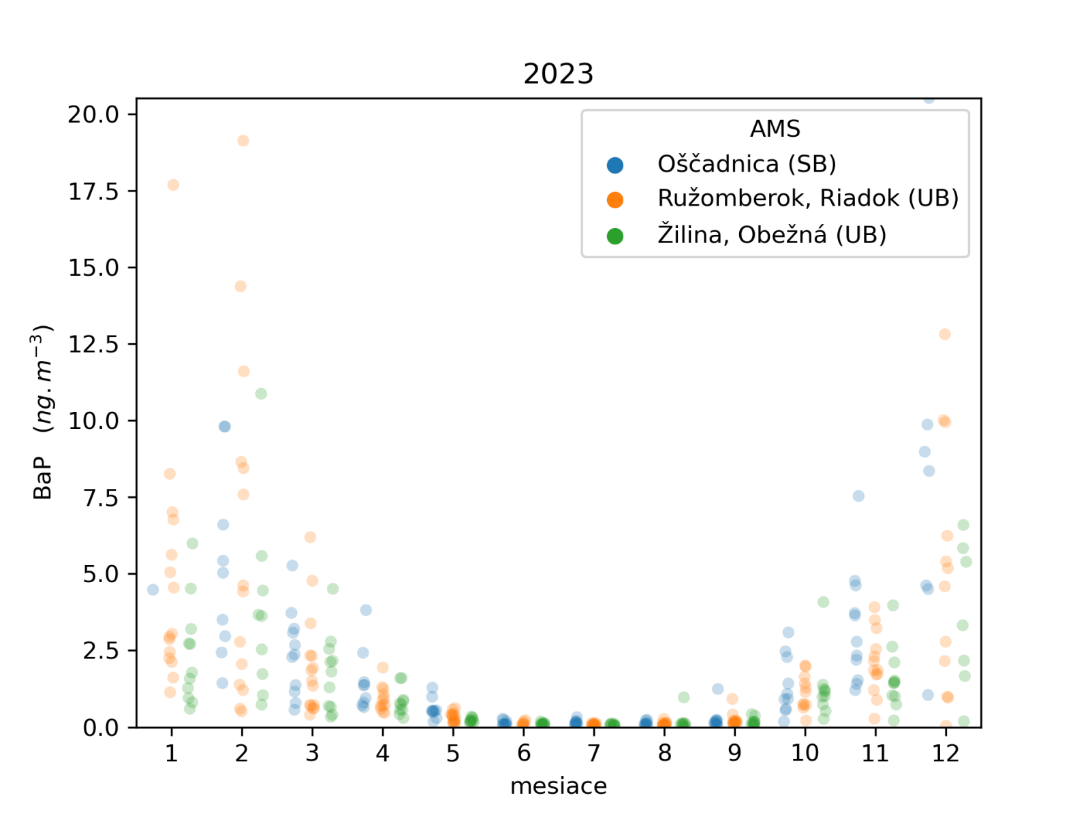 2023
20.0
17.5
15.0
12.5
10.0
7.5
5.0
2.5
0.0
BaP (ng.m⁻³)
AMS
Oščadnica (SB)
Ružomberok, Riadok (UB)
Žilina, Obežná (UB)
1 2 3 4 5 6 7 8 9 10 11 12
mesiace